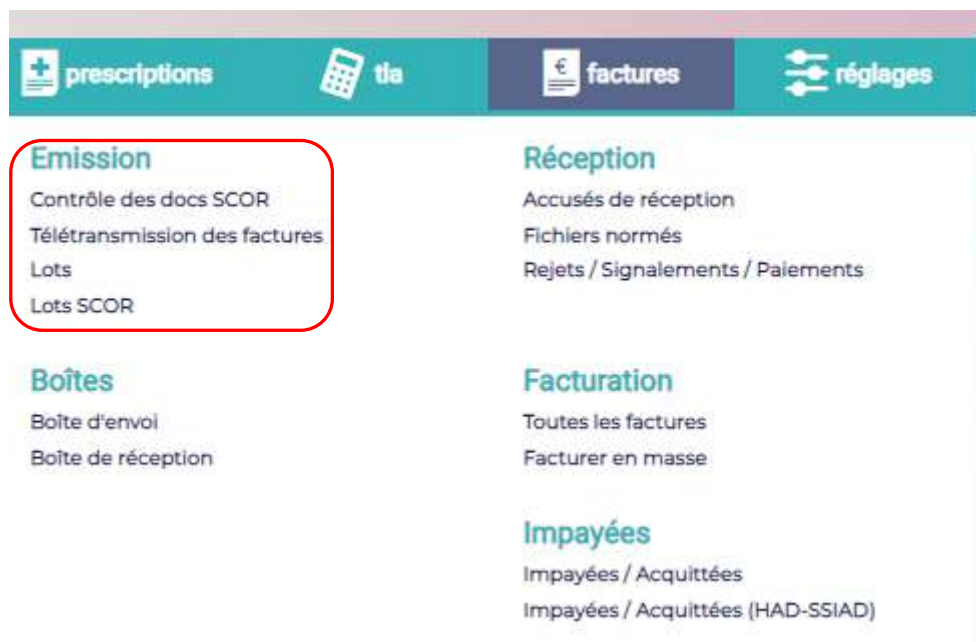 prescriptions tla factures réglages
Emission
Contrôle des docs SCOR
Télétransmission des factures
Lots
Lots SCOR
Réception
Accusés de réception
Fichiers normés
Rejets / Signalements / Paiements
Boîtes
Boîte d'envoi
Boîte de réception
Facturation
Toutes les factures
Facturer en masse
Impayées
Impayées / Acquittées
Impayées / Acquittées (HAD-SSIAD)